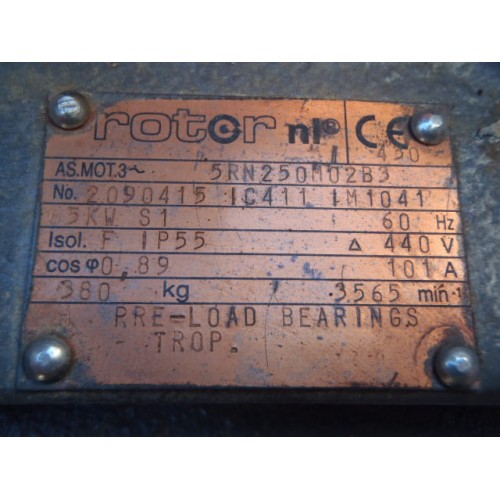 rotor nl® CE
450
AS.MOT.3~ 5RN250M02B3
No. 2090415 IC411 IM1041
5KW S1 60 Hz
Isol. F IP55 Δ 440 V
cos φ 0,89 101 A
380 kg 3565 min-1
PRE-LOAD BEARINGS
TROP.